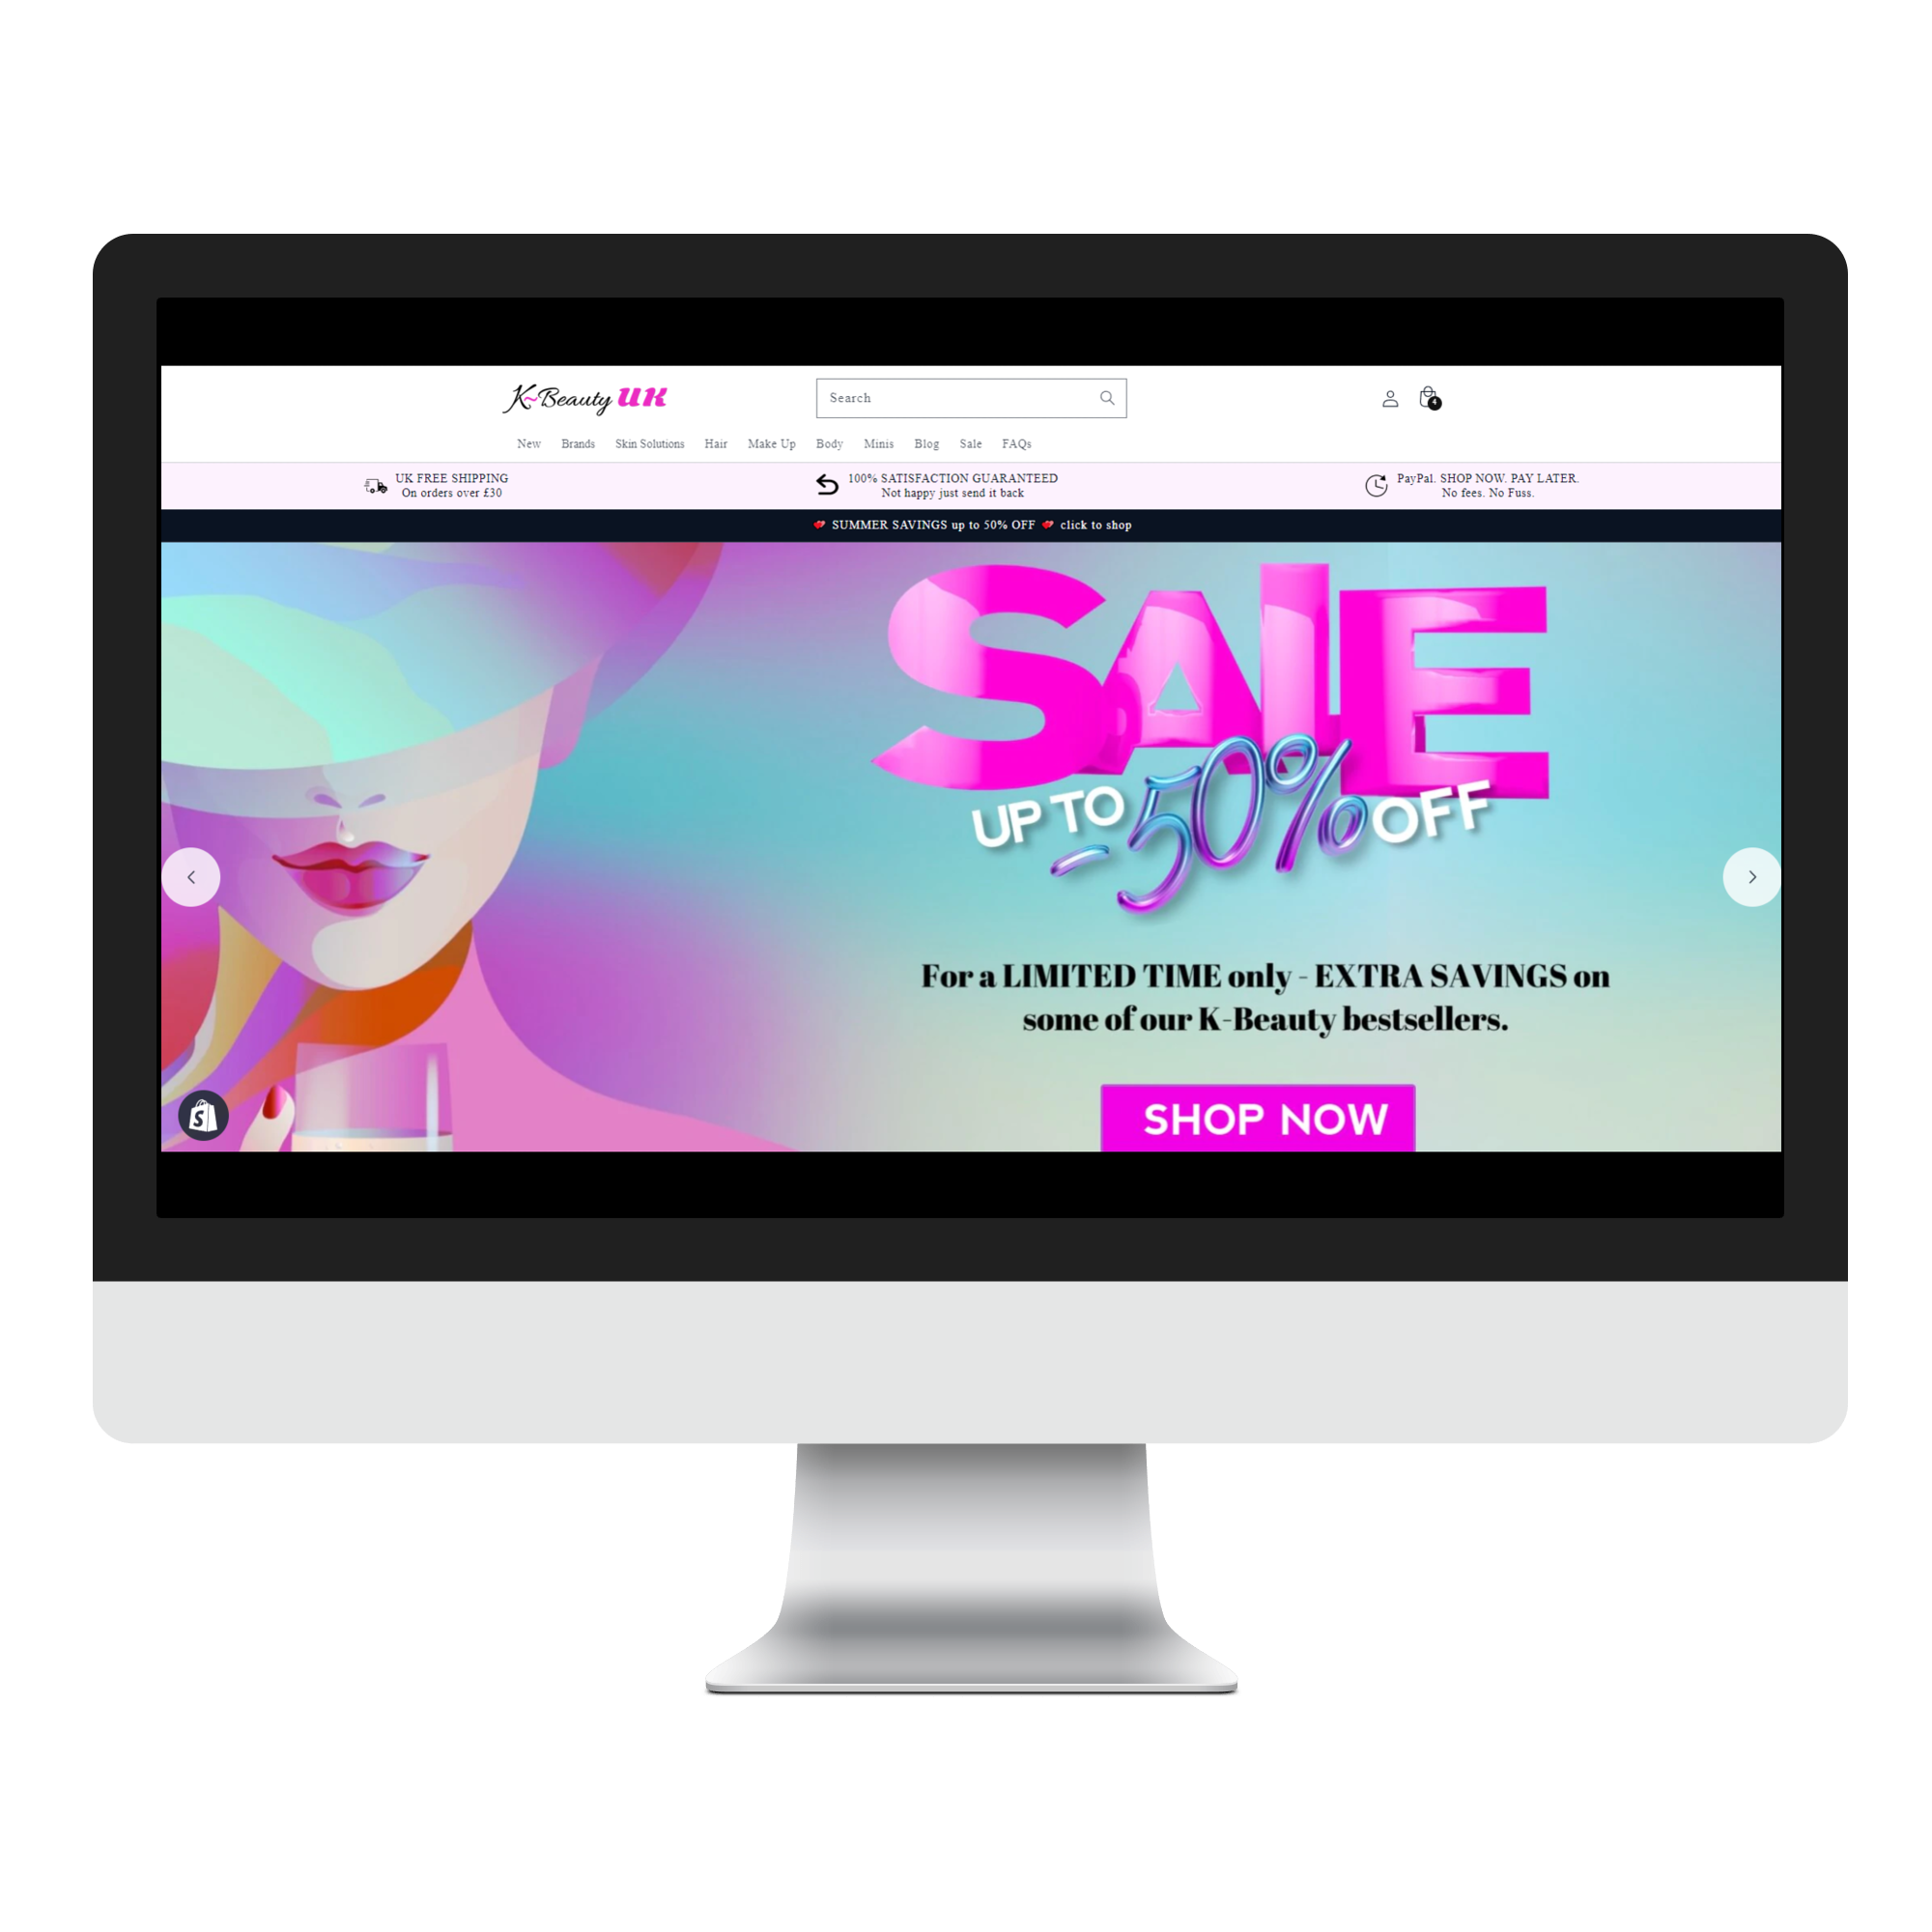 K~Beauty UK
Search
4
New Brands Skin Solutions Hair Make Up Body Minis Blog Sale FAQs
UK FREE SHIPPING
On orders over £30
100% SATISFACTION GUARANTEED
Not happy just send it back
PayPal. SHOP NOW. PAY LATER.
No fees. No Fuss.
SUMMER SAVINGS up to 50% OFF click to shop
SALE
UP TO -50% OFF
For a LIMITED TIME only - EXTRA SAVINGS on
some of our K-Beauty bestsellers.
SHOP NOW